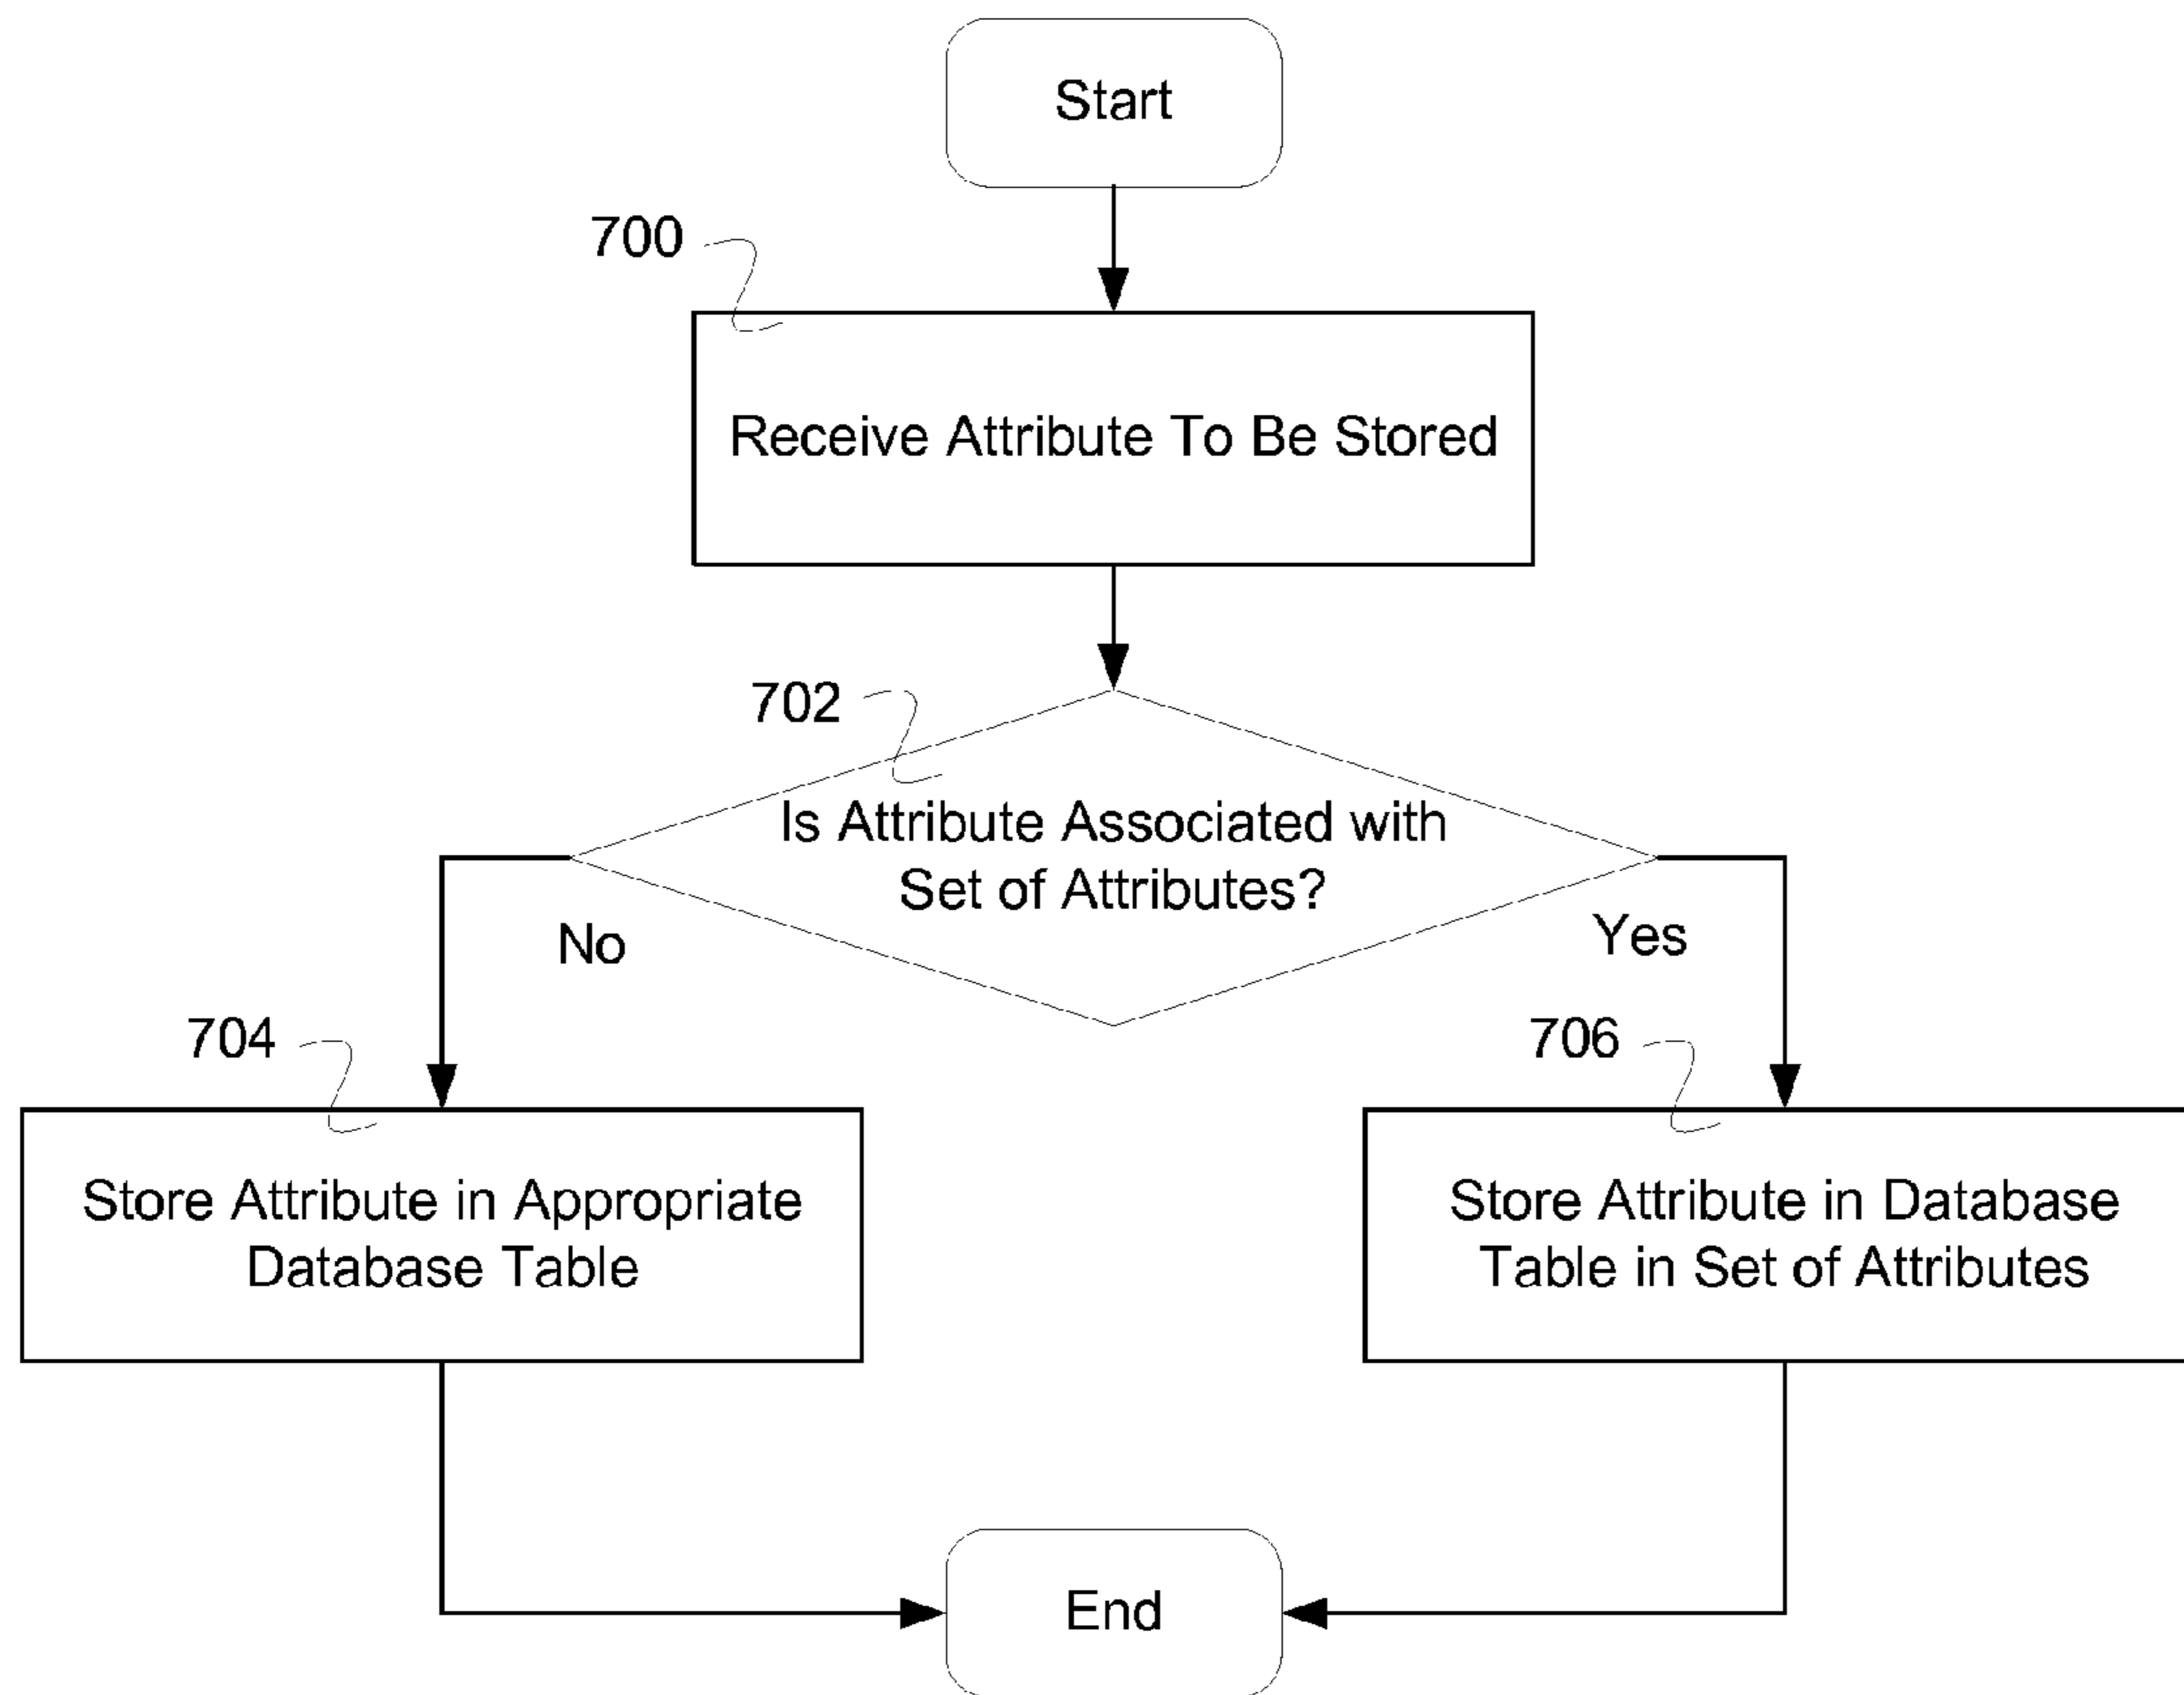 Start
700
Receive Attribute To Be Stored
702
Is Attribute Associated with
Set of Attributes?
No
Yes
704
706
Store Attribute in Appropriate
Database Table
Store Attribute in Database
Table in Set of Attributes
End